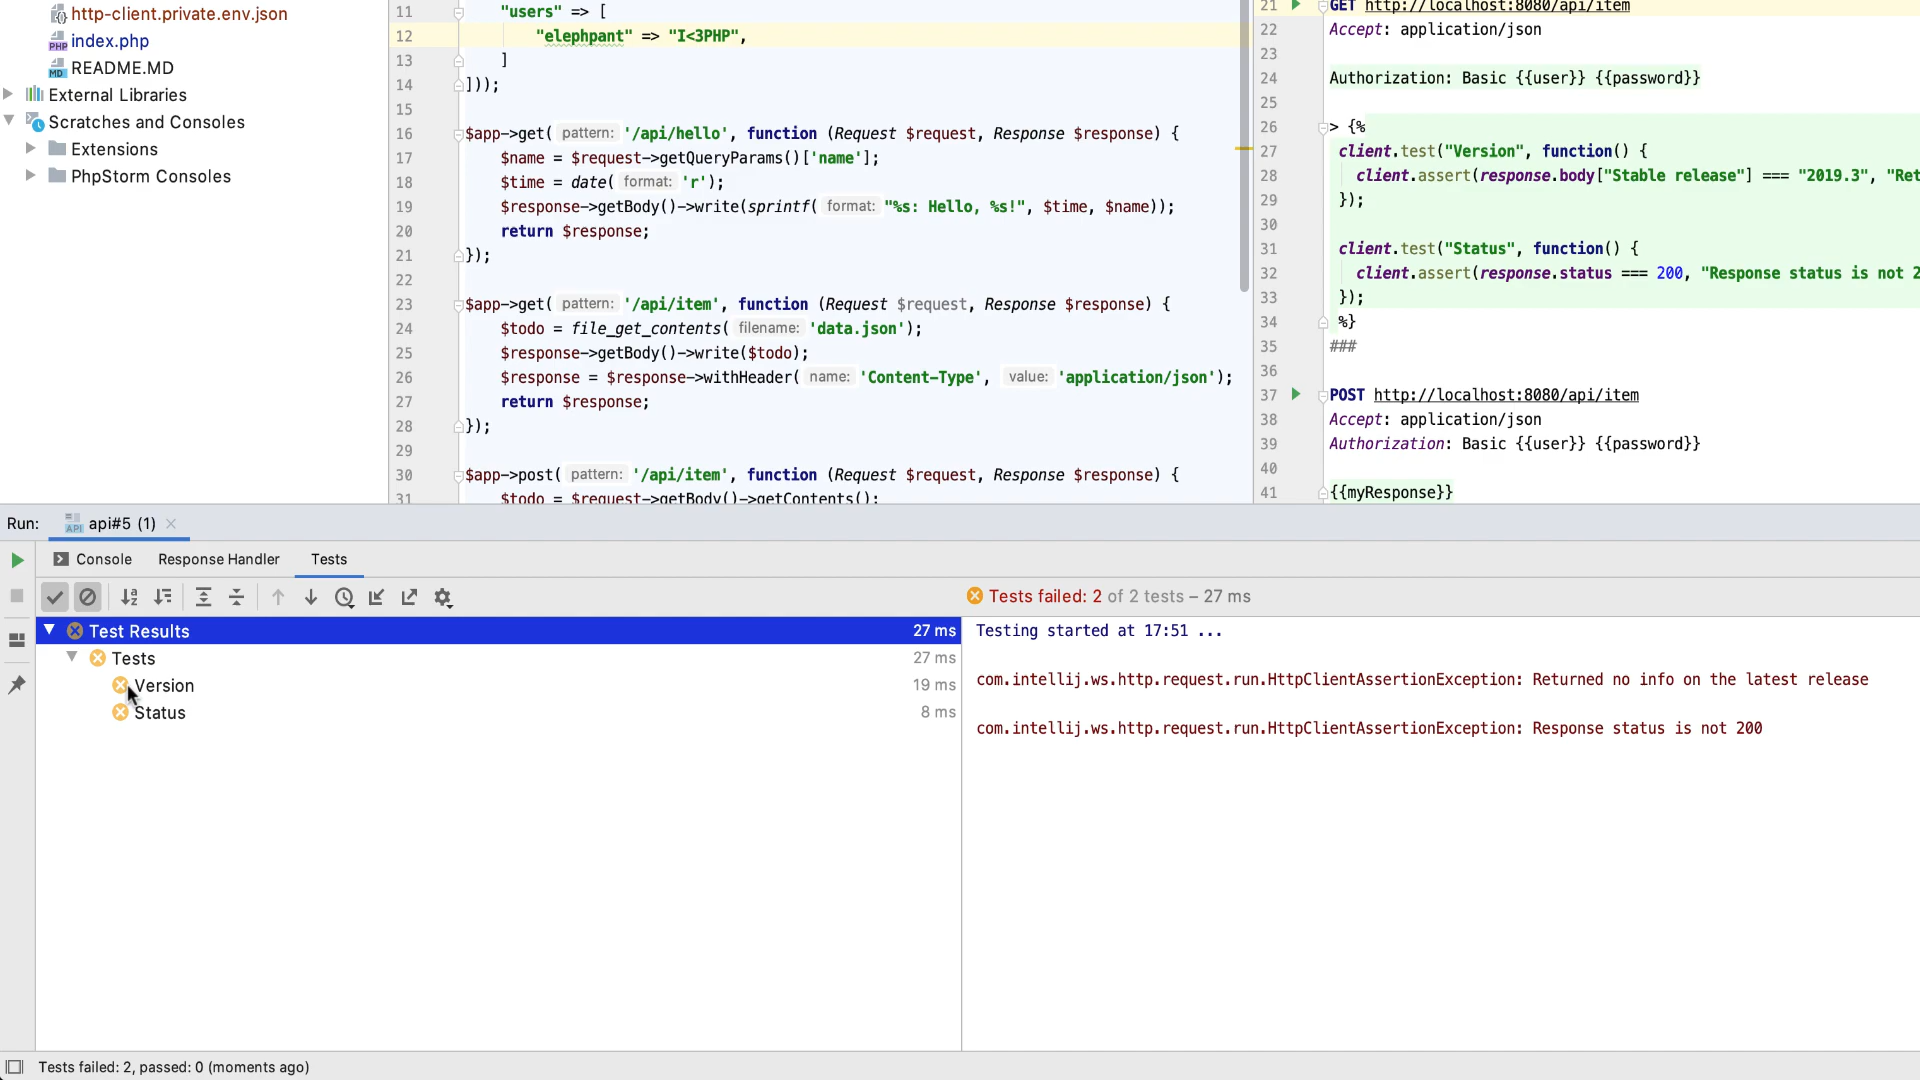 http-client.private.env.json
index.php
README.MD
External Libraries
Scratches and Consoles
Extensions
PhpStorm Consoles
11 "users" => [
12 "elephpant" => "I<3PHP",
13 ]
14 ]));
15
16 $app->get( pattern: '/api/hello', function (Request $request, Response $response) {
17 $name = $request->getQueryParams()['name'];
18 $time = date( format: 'r');
19 $response->getBody()->write(sprintf( format: "%s: Hello, %s!", $time, $name));
20 return $response;
21 });
22
23 $app->get( pattern: '/api/item', function (Request $request, Response $response) {
24 $todo = file_get_contents( filename: 'data.json');
25 $response->getBody()->write($todo);
26 $response = $response->withHeader( name: 'Content-Type', value: 'application/json');
27 return $response;
28 });
29
30 $app->post( pattern: '/api/item', function (Request $request, Response $response) {
31 $todo = $request->getBody()->getContents();
21 GET http://localhost:8080/api/item
22 Accept: application/json
23
24 Authorization: Basic {{user}} {{password}}
25
26 > {%
27 client.test("Version", function() {
28 client.assert(response.body["Stable release"] === "2019.3", "Ret
29 });
30
31 client.test("Status", function() {
32 client.assert(response.status === 200, "Response status is not 2
33 });
34 %}
35 ###
36
37 POST http://localhost:8080/api/item
38 Accept: application/json
39 Authorization: Basic {{user}} {{password}}
40
41 {{myResponse}}
Run: api#5 (1)
Console Response Handler Tests
Tests failed: 2 of 2 tests – 27 ms
Test Results 27 ms
Tests 27 ms
Version 19 ms
Status 8 ms
Testing started at 17:51 ...
com.intellij.ws.http.request.run.HttpClientAssertionException: Returned no info on the latest release
com.intellij.ws.http.request.run.HttpClientAssertionException: Response status is not 200
Tests failed: 2, passed: 0 (moments ago)